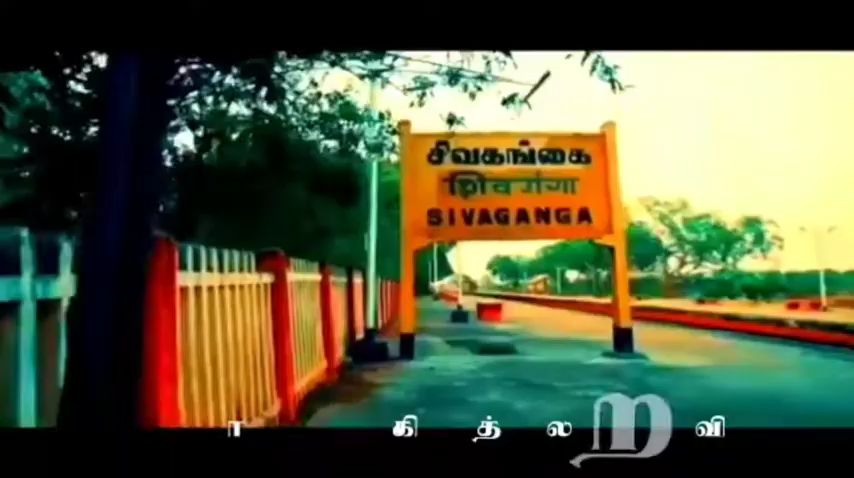 சிவகங்கை
शिवगंगा
SIVAGANGA
ா கி த் ல ற வி